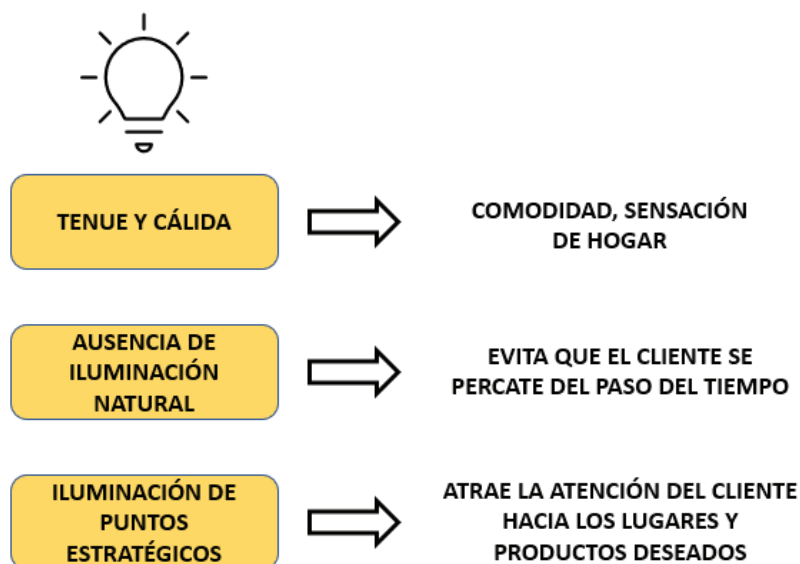 TENUE Y CÁLIDA
COMODIDAD, SENSACIÓN
DE HOGAR
AUSENCIA DE
ILUMINACIÓN
NATURAL
EVITA QUE EL CLIENTE SE
PERCATE DEL PASO DEL TIEMPO
ILUMINACIÓN DE
PUNTOS
ESTRATÉGICOS
ATRAE LA ATENCIÓN DEL CLIENTE
HACIA LOS LUGARES Y
PRODUCTOS DESEADOS